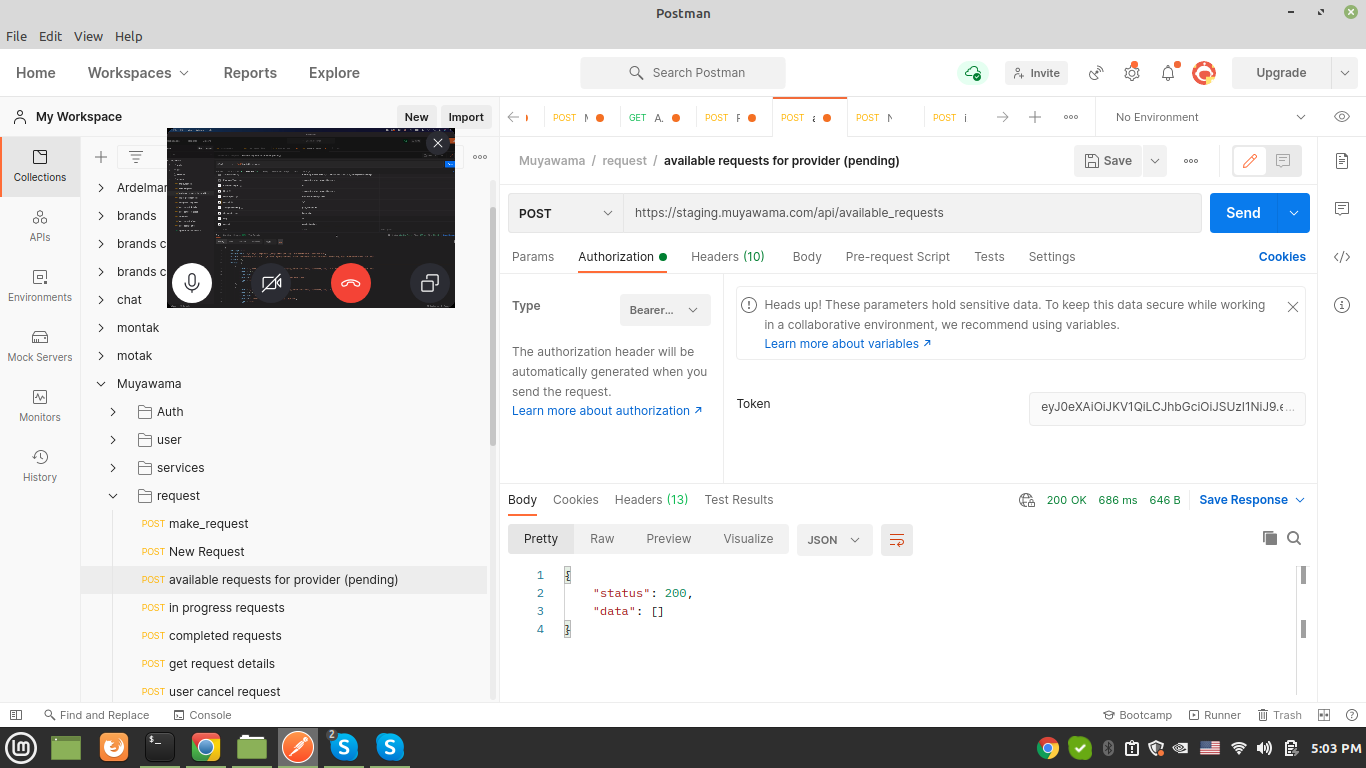 Postman
File Edit View Help
Home Workspaces Reports Explore Search Postman Invite Upgrade
My Workspace New Import
POST GET A. POST POST POST POST No Environment
Collections
APIs
Environments
Mock Servers
Monitors
History
brands
brands c
brands c
chat
montak
motak
Muyawama
Auth
user
services
request
POST make_request
POST New Request
POST available requests for provider (pending)
POST in progress requests
POST completed requests
POST get request details
POST user cancel request
Muyawama / request / available requests for provider (pending) Save
POST https://staging.muyawama.com/api/available_requests Send
Params Authorization Headers (10) Body Pre-request Script Tests Settings Cookies
Type Bearer...
The authorization header will be
automatically generated when you
send the request.
Learn more about authorization ↗
Heads up! These parameters hold sensitive data. To keep this data secure while working
in a collaborative environment, we recommend using variables.
Learn more about variables ↗
Token eyJ0eXAiOiJKV1QiLCJhbGciOiJSUzI1NiJ9.e...
Body Cookies Headers (13) Test Results 200 OK 686 ms 646 B Save Response
Pretty Raw Preview Visualize JSON
1 {
2 "status": 200,
3 "data": []
4 }
Find and Replace Console Bootcamp Runner Trash
2 5:03 PM